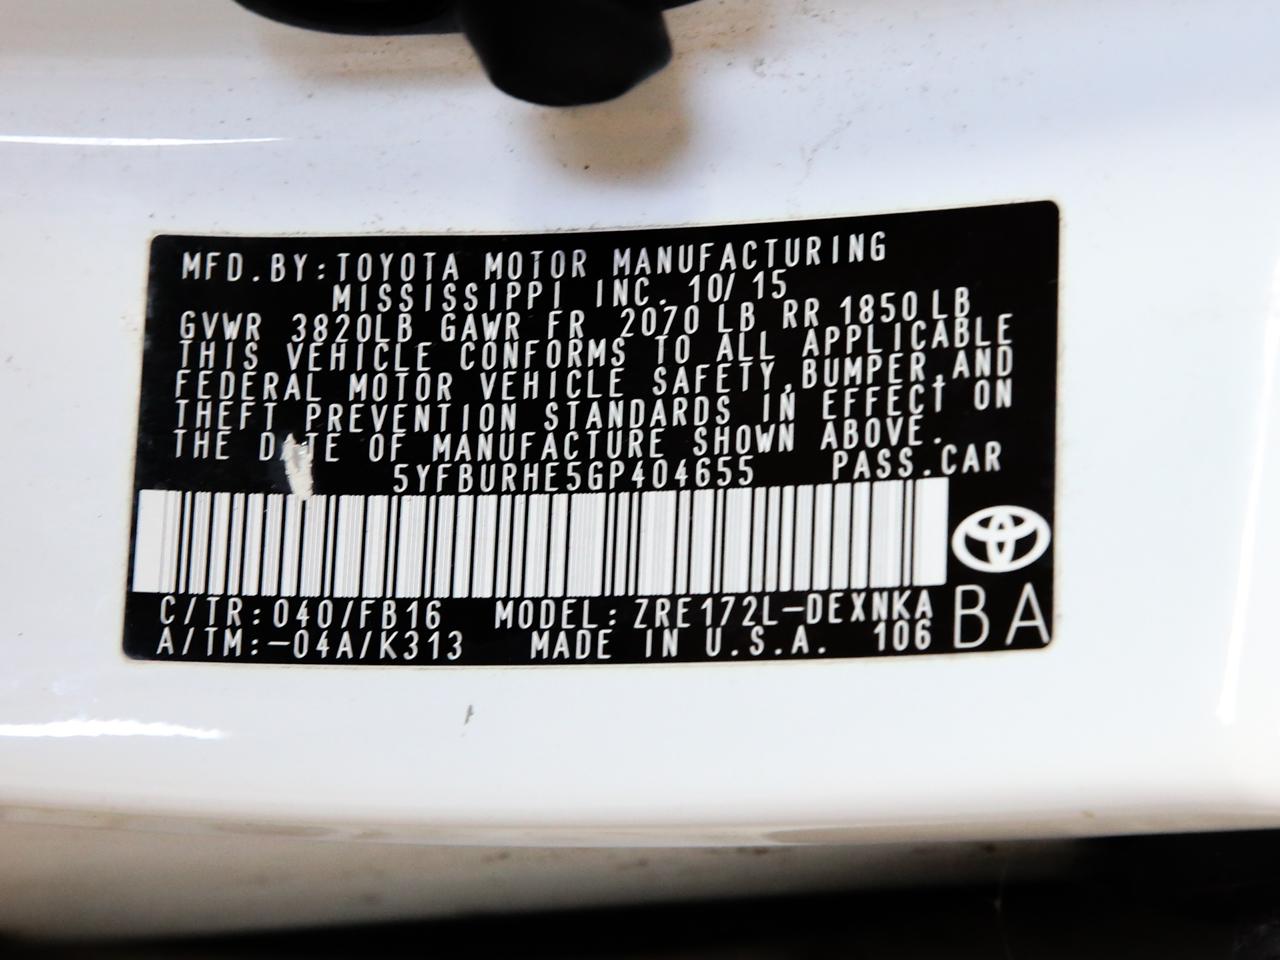 MFD.BY:TOYOTA MOTOR MANUFACTURING
MISSISSIPPI INC. 10/15
GVWR 3820LB GAWR FR 2070 LB RR 1850 LB
THIS VEHICLE CONFORMS TO ALL APPLICABLE
FEDERAL MOTOR VEHICLE SAFETY,BUMPER,AND
THEFT PREVENTION STANDARDS IN EFFECT ON
THE DATE OF MANUFACTURE SHOWN ABOVE.
5YFBURHE5GP404655 PASS.CAR
C/TR:040/FB16 MODEL:ZRE172L-DEXNKA
A/TM:-04A/K313 MADE IN U.S.A. 106
BA